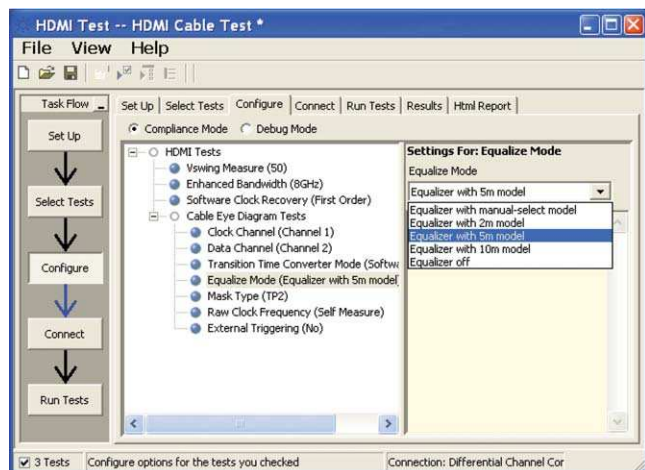 HDMI Test -- HDMI Cable Test *
File View Help
Task Flow
Set Up
Select Tests
Configure
Connect
Run Tests
Set Up Select Tests Configure Connect Run Tests Results Html Report
Compliance Mode Debug Mode
HDMI Tests
Vswing Measure (50)
Enhanced Bandwidth (8GHz)
Software Clock Recovery (First Order)
Cable Eye Diagram Tests
Clock Channel (Channel 1)
Data Channel (Channel 2)
Transition Time Converter Mode (Softwa
Equalize Mode (Equalizer with 5m model
Mask Type (TP2)
Raw Clock Frequency (Self Measure)
External Triggering (No)
Settings For: Equalize Mode
Equalize Mode
Equalizer with 5m model
Equalizer with manual-select model
Equalizer with 2m model
Equalizer with 5m model
Equalizer with 10m model
Equalizer off
3 Tests Configure options for the tests you checked Connection: Differential Channel Cor